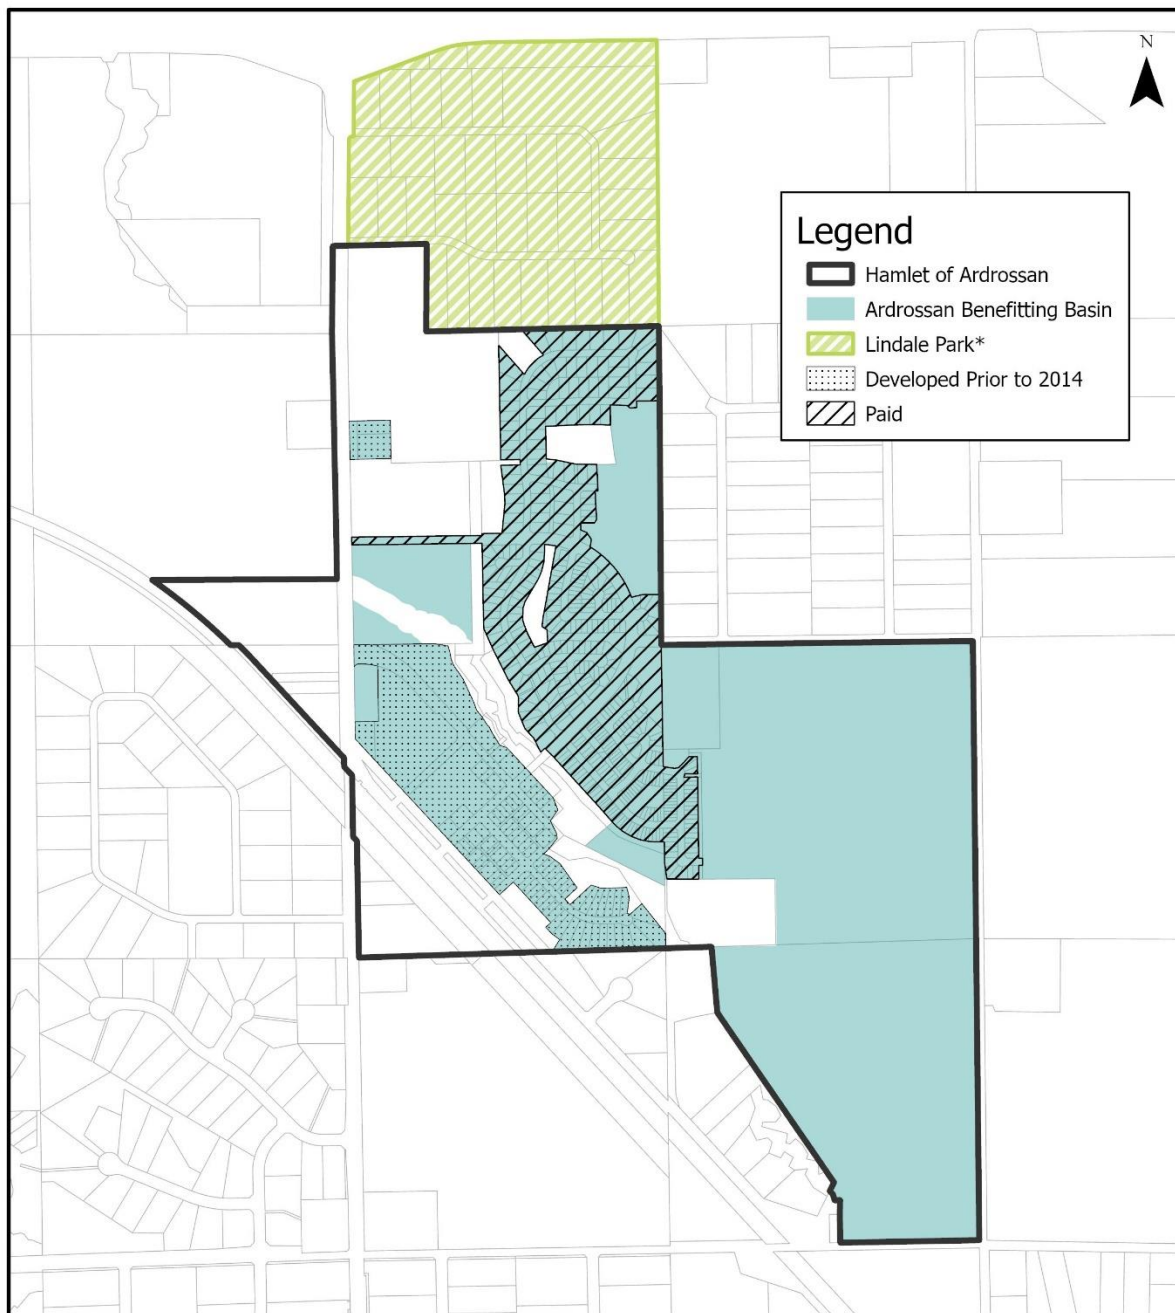 N
Legend
Hamlet of Ardrossan
Ardrossan Benefitting Basin
Lindale Park*
Developed Prior to 2014
Paid